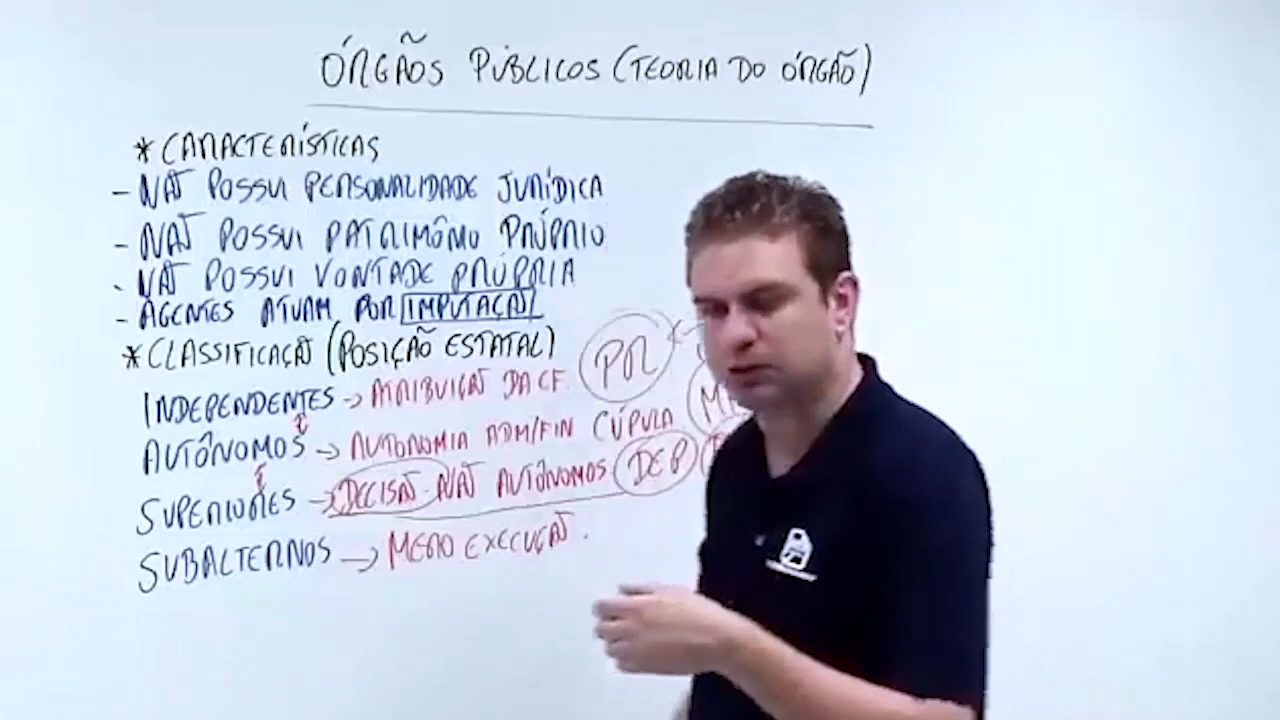 ÓRGÃOS PÚBLICOS (TEORIA DO ÓRGÃO)
* CARACTERÍSTICAS
- NÃO POSSUI PERSONALIDADE JURÍDICA
- NÃO POSSUI PATRIMÔNIO PRÓPRIO
- NÃO POSSUI VONTADE PRÓPRIA
- AGENTES ATUAM POR IMPUTAÇÃO
* CLASSIFICAÇÃO (POSIÇÃO ESTATAL)
INDEPENDENTES → ATRIBUIÇÃO DA CF. PR
AUTÔNOMOS → AUTONOMIA ADM/FIN CÚPULA
SUPERIORES → DECISÃO NÃO AUTÔNOMOS DEP
SUBALTERNOS → MERO EXECUÇÃO.